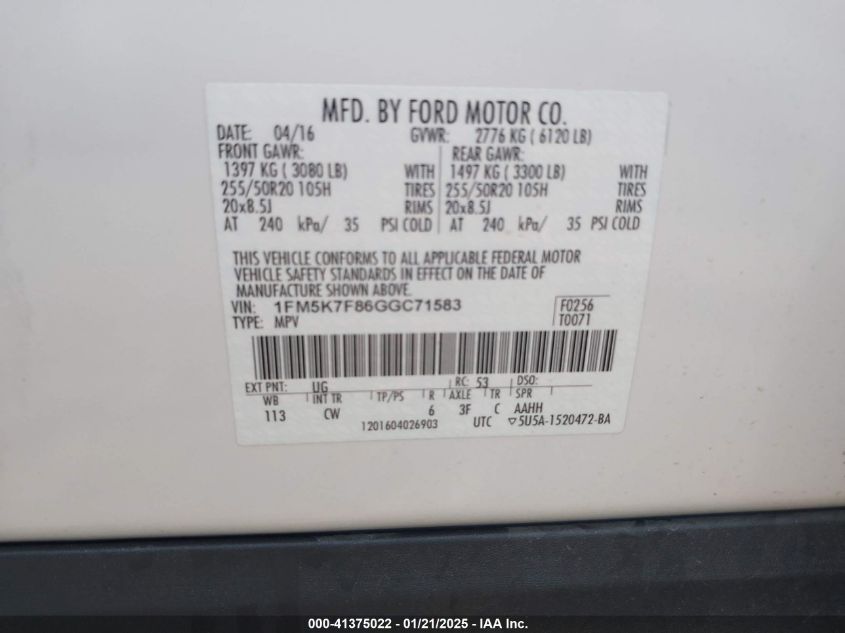 MFD. BY FORD MOTOR CO.
DATE: 04/16 GVWR: 2776 KG ( 6120 LB)
FRONT GAWR: REAR GAWR:
1397 KG ( 3080 LB) WITH 1497 KG ( 3300 LB) WITH
255/50R20 105H TIRES 255/50R20 105H TIRES
20x8.5J RIMS 20x8.5J RIMS
AT 240 kPa/ 35 PSI COLD AT 240 kPa/ 35 PSI COLD
THIS VEHICLE CONFORMS TO ALL APPLICABLE FEDERAL MOTOR
VEHICLE SAFETY STANDARDS IN EFFECT ON THE DATE OF
MANUFACTURE SHOWN ABOVE.
VIN: 1FM5K7F86GGC71583 F0256
TYPE: MPV T0071
EXT PNT: UG RC: 53 DSO:
WB INT TR TP/PS R AXLE TR SPR
113 CW 6 3F C AAHH
1201604026903 UTC ▽5U5A-1520472-BA
000-41375022 / 01/21/2025 - IAA Inc.